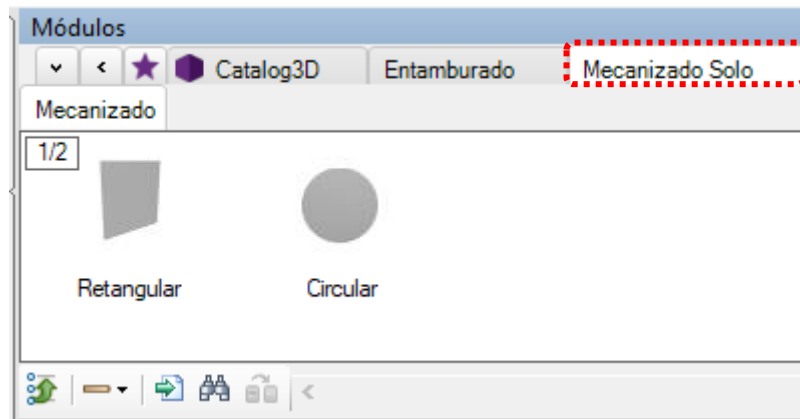 Módulos
Catalog3D Entamburado Mecanizado Solo
Mecanizado
1/2
Retangular Circular